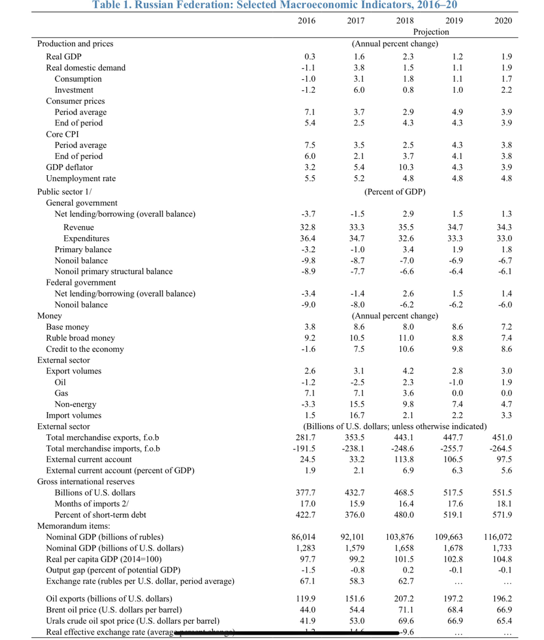 Table 1. Russian Federation: Selected Macroeconomic Indicators, 2016–20
2016 2017 2018 2019 2020
Projection
Production and prices (Annual percent change)
Real GDP 0.3 1.6 2.3 1.2 1.9
Real domestic demand -1.1 3.8 1.5 1.1 1.9
Consumption -1.0 3.1 1.8 1.1 1.7
Investment -1.2 6.0 0.8 1.0 2.2
Consumer prices
Period average 7.1 3.7 2.9 4.9 3.9
End of period 5.4 2.5 4.3 4.3 3.9
Core CPI
Period average 7.5 3.5 2.5 4.3 3.8
End of period 6.0 2.1 3.7 4.1 3.8
GDP deflator 3.2 5.4 10.3 4.3 3.9
Unemployment rate 5.5 5.2 4.8 4.8 4.8
Public sector 1/ (Percent of GDP)
General government
Net lending/borrowing (overall balance) -3.7 -1.5 2.9 1.5 1.3
Revenue 32.8 33.3 35.5 34.7 34.3
Expenditures 36.4 34.7 32.6 33.3 33.0
Primary balance -3.2 -1.0 3.4 1.9 1.8
Nonoil balance -9.8 -8.7 -7.0 -6.9 -6.7
Nonoil primary structural balance -8.9 -7.7 -6.6 -6.4 -6.1
Federal government
Net lending/borrowing (overall balance) -3.4 -1.4 2.6 1.5 1.4
Nonoil balance -9.0 -8.0 -6.2 -6.2 -6.0
Money (Annual percent change)
Base money 3.8 8.6 8.0 8.6 7.2
Ruble broad money 9.2 10.5 11.0 8.8 7.4
Credit to the economy -1.6 7.5 10.6 9.8 8.6
External sector
Export volumes 2.6 3.1 4.2 2.8 3.0
Oil -1.2 -2.5 2.3 -1.0 1.9
Gas 7.1 7.1 3.6 0.0 0.0
Non-energy -3.3 15.5 9.8 7.4 4.7
Import volumes 1.5 16.7 2.1 2.2 3.3
External sector (Billions of U.S. dollars; unless otherwise indicated)
Total merchandise exports, f.o.b 281.7 353.5 443.1 447.7 451.0
Total merchandise imports, f.o.b -191.5 -238.1 -248.6 -255.7 -264.5
External current account 24.5 33.2 113.8 106.5 97.5
External current account (percent of GDP) 1.9 2.1 6.9 6.3 5.6
Gross international reserves
Billions of U.S. dollars 377.7 432.7 468.5 517.5 551.5
Months of imports 2/ 17.0 15.9 16.4 17.6 18.1
Percent of short-term debt 422.7 376.0 480.0 519.1 571.9
Memorandum items:
Nominal GDP (billions of rubles) 86,014 92,101 103,876 109,663 116,072
Nominal GDP (billions of U.S. dollars) 1,283 1,579 1,658 1,678 1,733
Real per capita GDP (2014=100) 97.7 99.2 101.5 102.8 104.8
Output gap (percent of potential GDP) -1.5 -0.8 0.2 -0.1 -0.1
Exchange rate (rubles per U.S. dollar, period average) 67.1 58.3 62.7 ... ...
Oil exports (billions of U.S. dollars) 119.9 151.6 207.2 197.2 196.2
Brent oil price (U.S. dollars per barrel) 44.0 54.4 71.1 68.4 66.9
Urals crude oil spot price (U.S. dollars per barrel) 41.9 53.0 69.6 66.9 65.4
Real effective exchange rate -9.6 ... ...